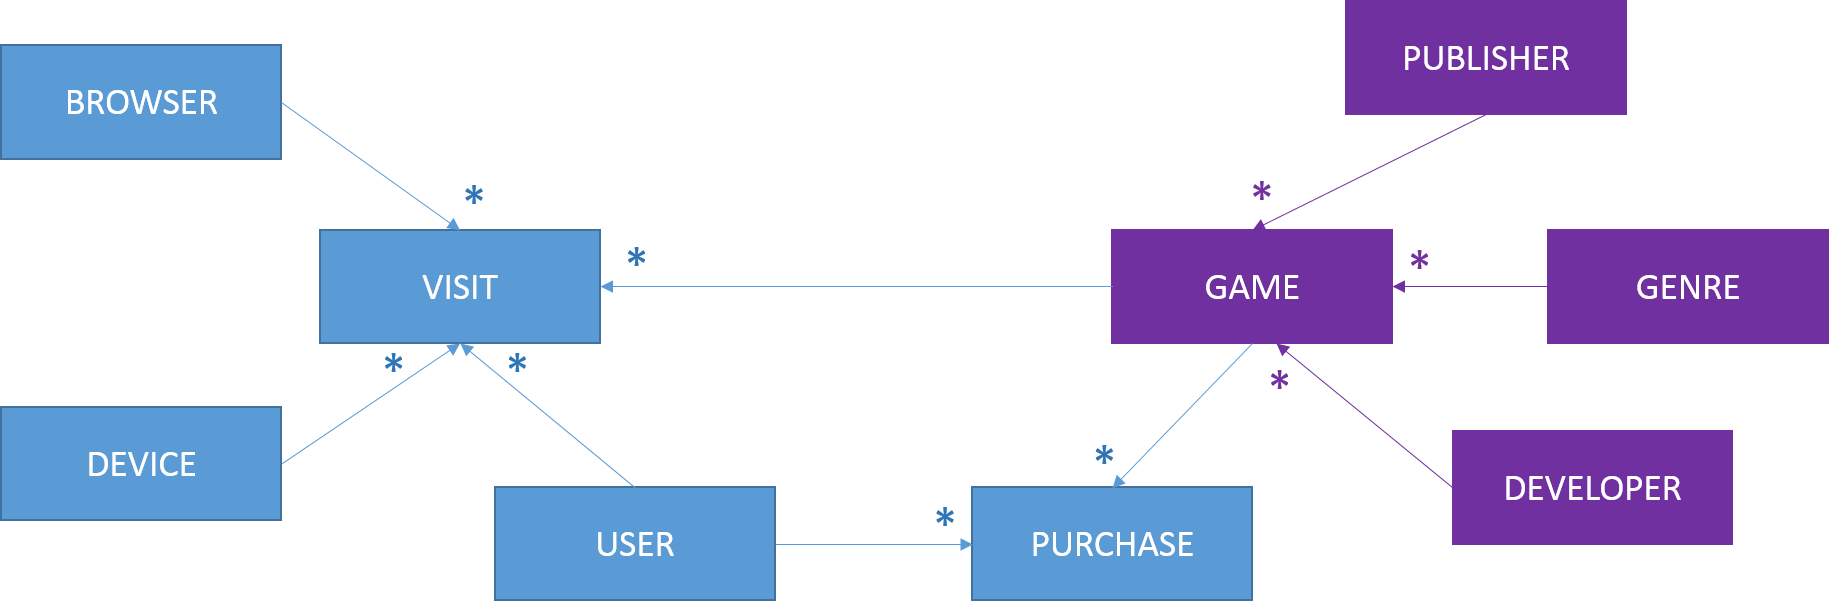 PUBLISHER
BROWSER
*
*
*
*
VISIT
GAME
GENRE
*
*
*
*
DEVICE
DEVELOPER
*
USER
PURCHASE